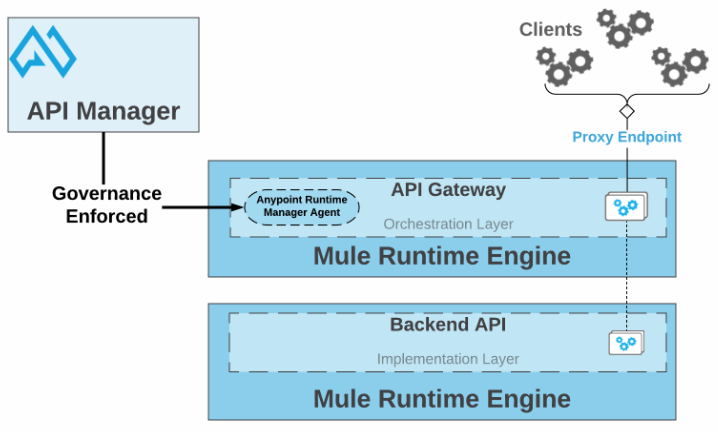 Clients
API Manager
Proxy Endpoint
Governance
Enforced
Anypoint Runtime
Manager Agent
API Gateway
Orchestration Layer
Mule Runtime Engine
Backend API
Implementation Layer
Mule Runtime Engine